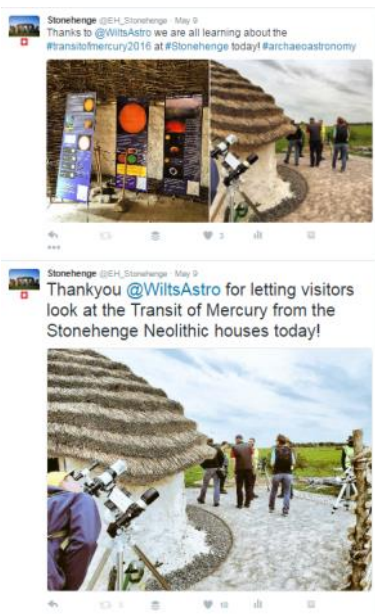 Stonehenge @EH_Stonehenge · May 9
Thanks to @WiltsAstro we are all learning about the
#transitofmercury2016 at #Stonehenge today! #archaeoastronomy
3
Stonehenge @EH_Stonehenge · May 9
Thankyou @WiltsAstro for letting visitors
look at the Transit of Mercury from the
Stonehenge Neolithic houses today!